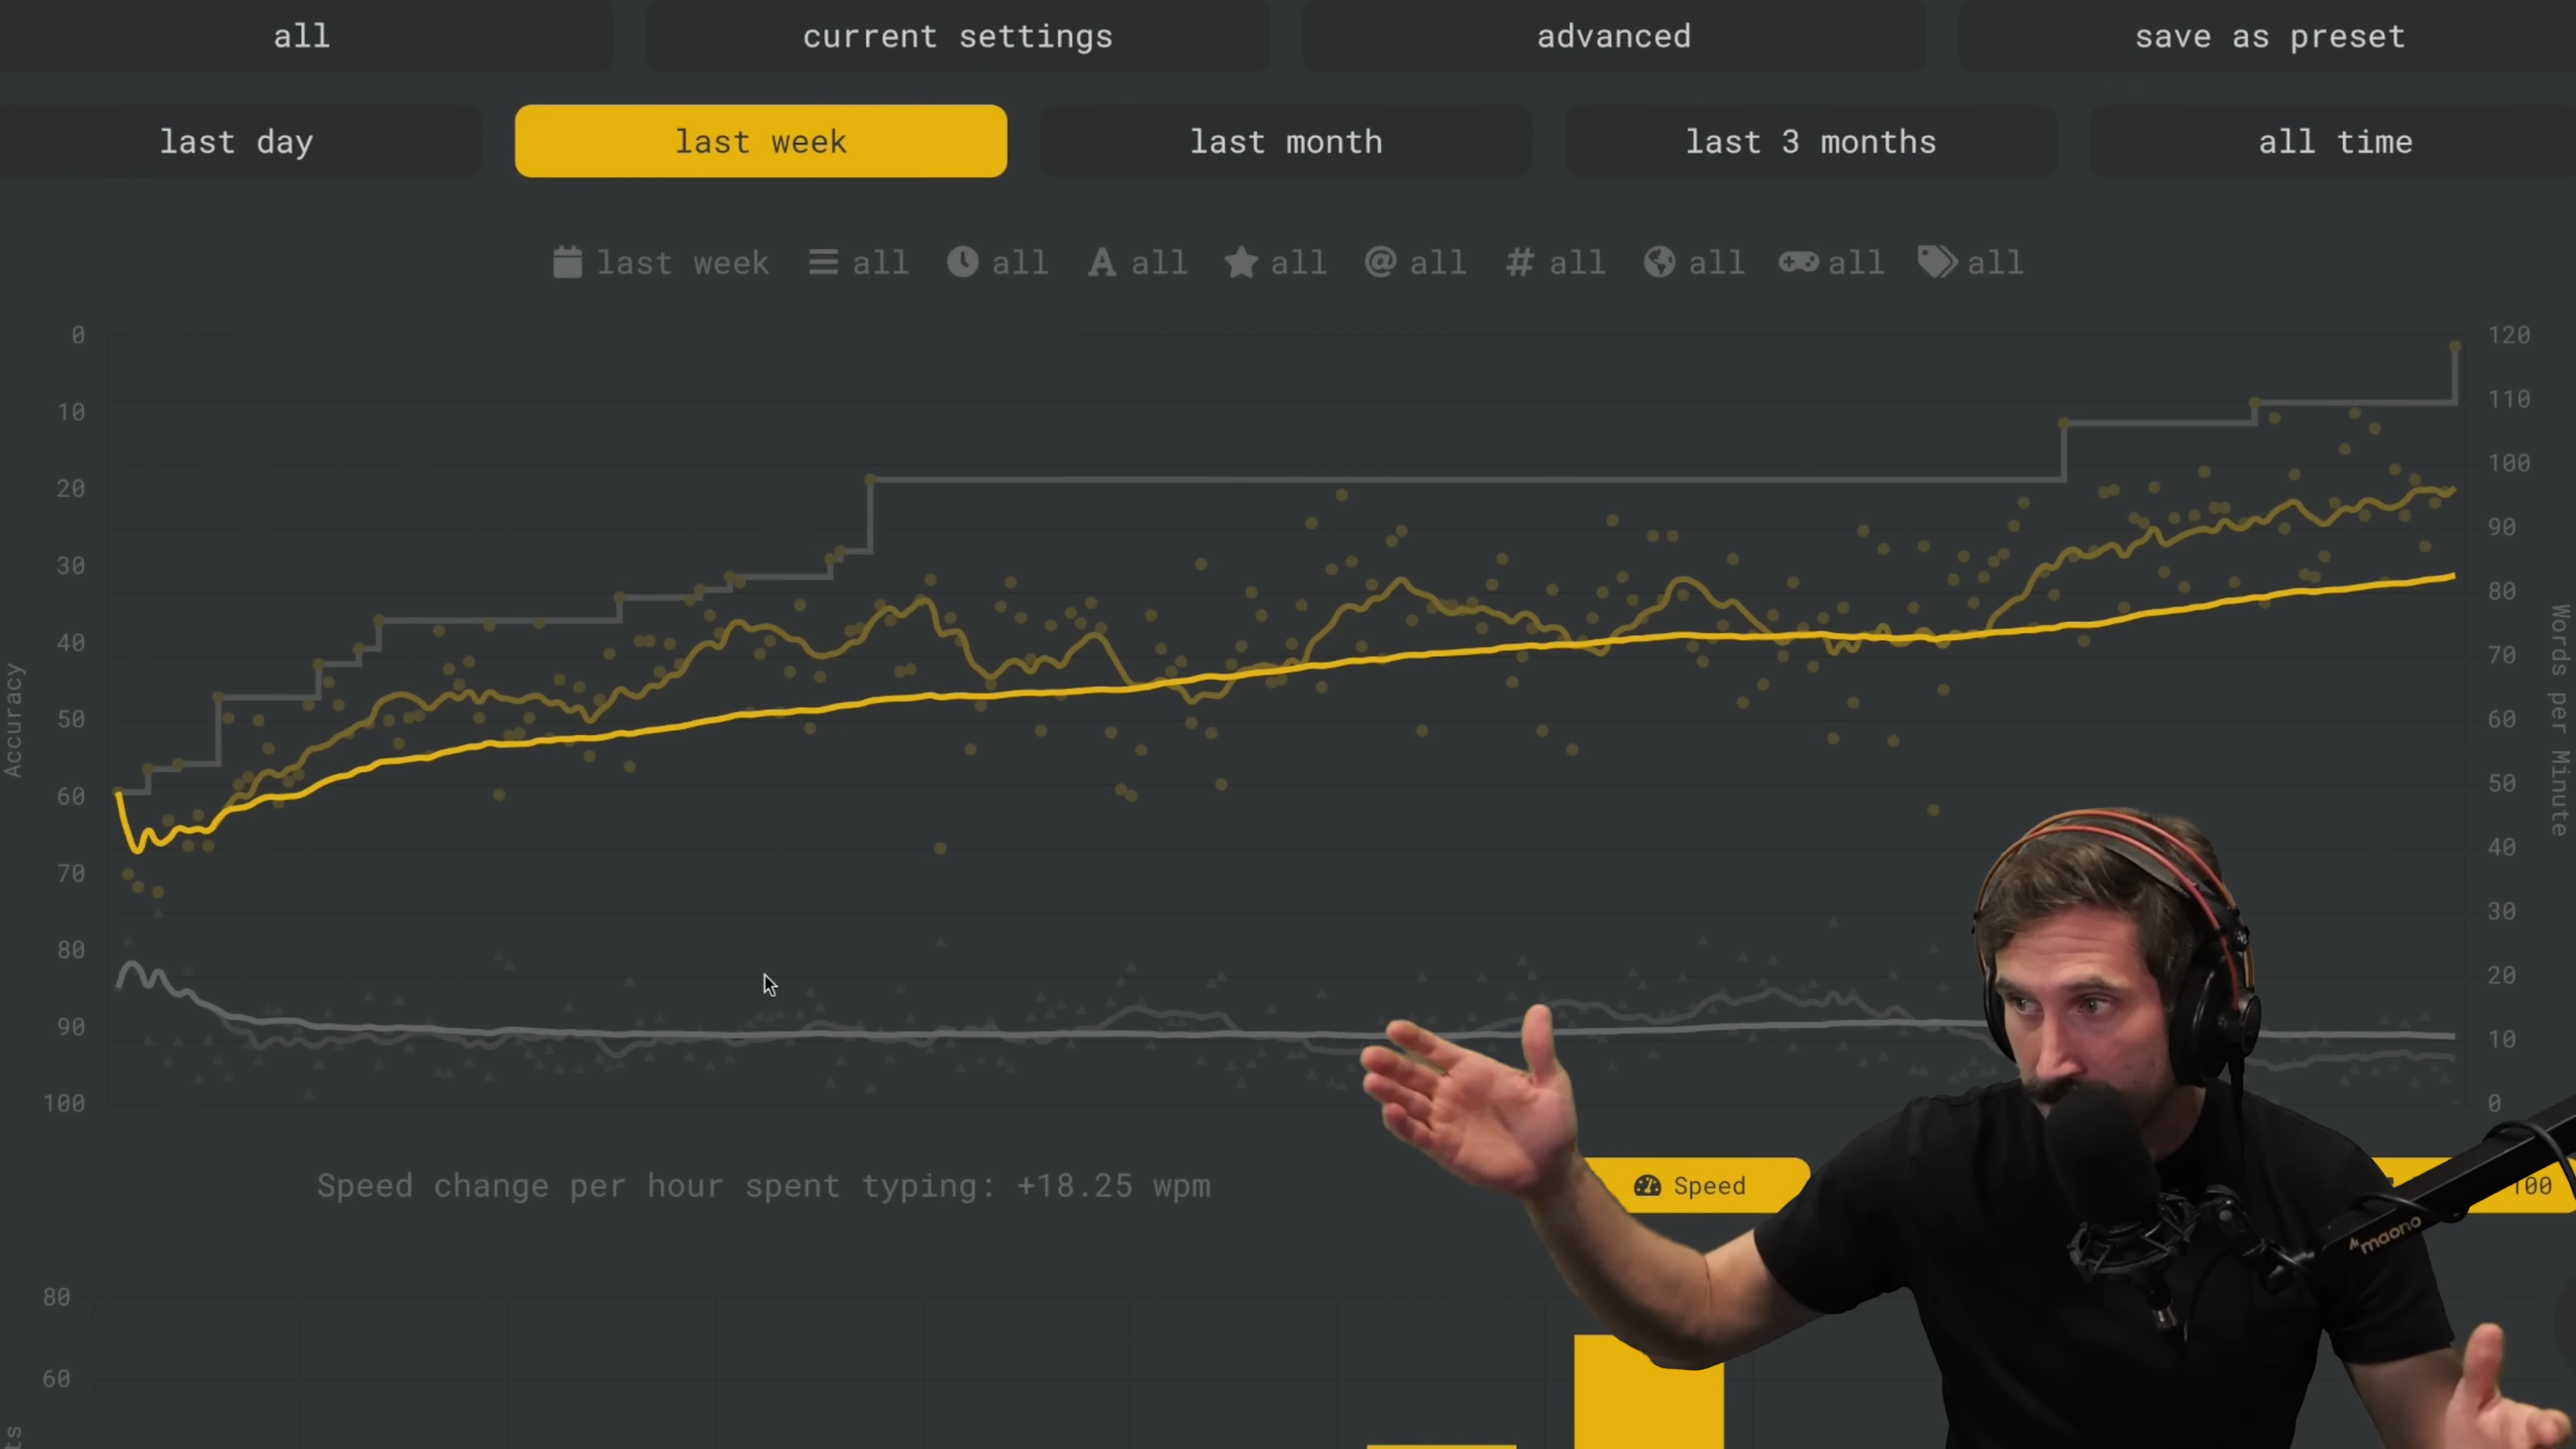 all current settings advanced save as preset
last day last week last month last 3 months all time
last week all all all all all all all all all
0 120
10 110
20 100
30 90
40 80
50 70
60 60
70 50
80 40
90 30
100 20
10
0
Accuracy
Words per Minute
Speed change per hour spent typing: +18.25 wpm
Speed
100
maono
80
60